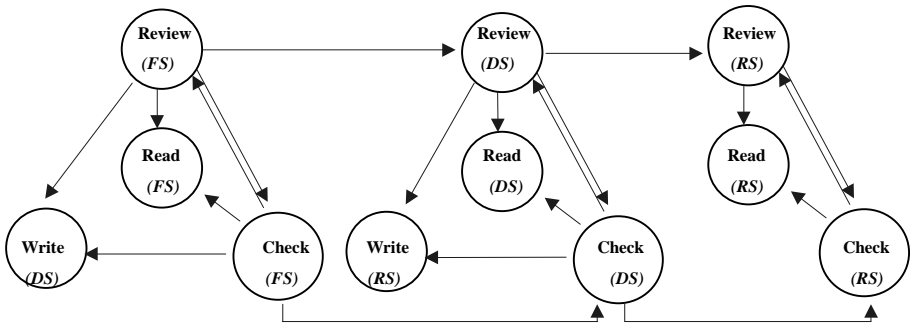 Review
(FS)
Review
(DS)
Review
(RS)
Read
(FS)
Read
(DS)
Read
(RS)
Write
(DS)
Check
(FS)
Write
(RS)
Check
(DS)
Check
(RS)